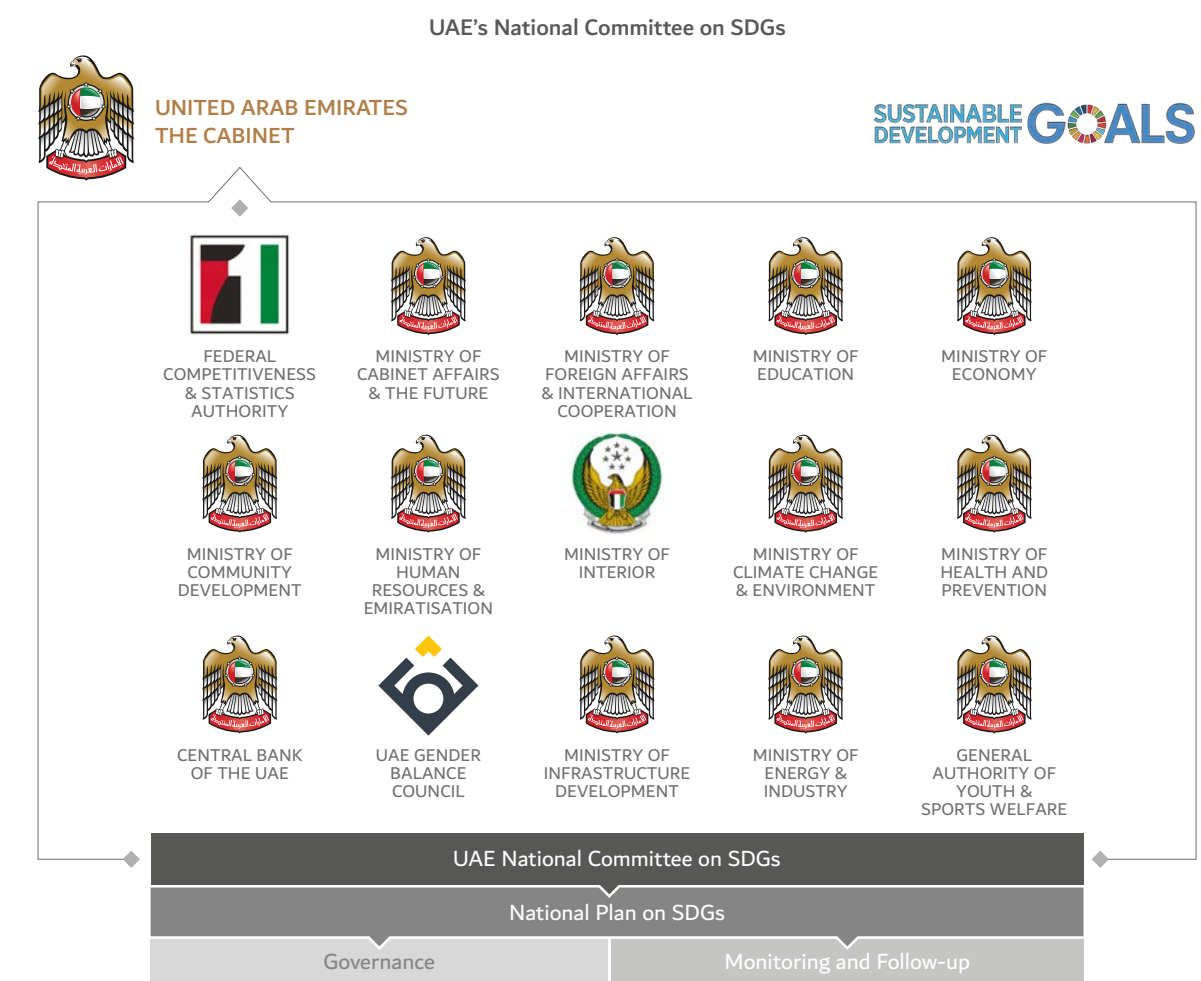 UAE's National Committee on SDGs
UNITED ARAB EMIRATES
THE CABINET
SUSTAINABLE
DEVELOPMENT
GOALS
FEDERAL
COMPETITIVENESS
& STATISTICS
AUTHORITY
MINISTRY OF
CABINET AFFAIRS
& THE FUTURE
MINISTRY OF
FOREIGN AFFAIRS
& INTERNATIONAL
COOPERATION
MINISTRY OF
EDUCATION
MINISTRY OF
ECONOMY
MINISTRY OF
COMMUNITY
DEVELOPMENT
MINISTRY OF
HUMAN
RESOURCES &
EMIRATISATION
MINISTRY OF
INTERIOR
MINISTRY OF
CLIMATE CHANGE
& ENVIRONMENT
MINISTRY OF
HEALTH AND
PREVENTION
CENTRAL BANK
OF THE UAE
UAE GENDER
BALANCE
COUNCIL
MINISTRY OF
INFRASTRUCTURE
DEVELOPMENT
MINISTRY OF
ENERGY &
INDUSTRY
GENERAL
AUTHORITY OF
YOUTH &
SPORTS WELFARE
UAE National Committee on SDGs
National Plan on SDGs
Governance
Monitoring and Follow-up